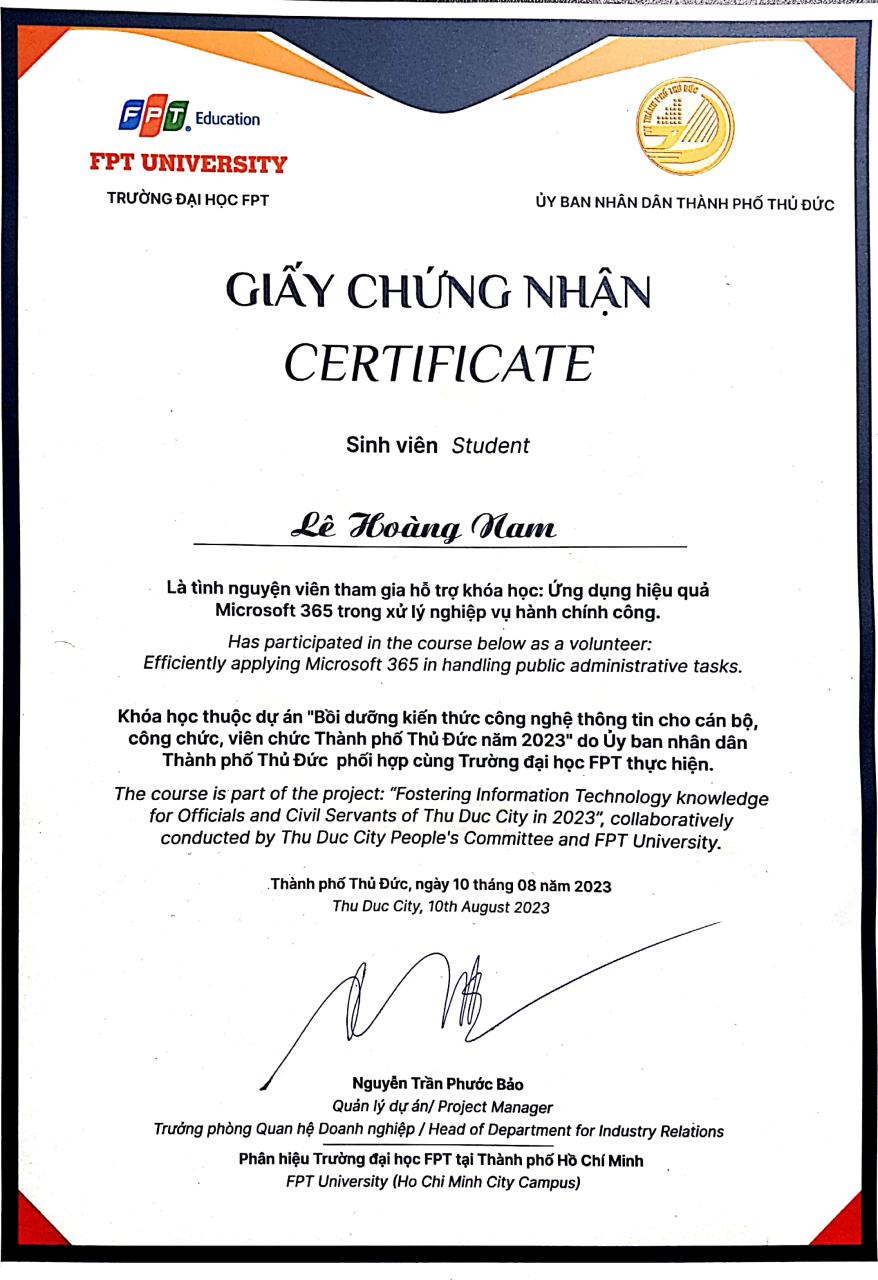 FPT Education
FPT UNIVERSITY
TRƯỜNG ĐẠI HỌC FPT
TP THÀNH PHỐ THỦ ĐỨC
ỦY BAN NHÂN DÂN THÀNH PHỐ THỦ ĐỨC
GIẤY CHỨNG NHẬN
CERTIFICATE
Sinh viên Student
Lê Hoàng Nam
Là tình nguyện viên tham gia hỗ trợ khóa học: Ứng dụng hiệu quả
Microsoft 365 trong xử lý nghiệp vụ hành chính công.
Has participated in the course below as a volunteer:
Efficiently applying Microsoft 365 in handling public administrative tasks.
Khóa học thuộc dự án "Bồi dưỡng kiến thức công nghệ thông tin cho cán bộ,
công chức, viên chức Thành phố Thủ Đức năm 2023" do Ủy ban nhân dân
Thành phố Thủ Đức phối hợp cùng Trường đại học FPT thực hiện.
The course is part of the project: “Fostering Information Technology knowledge
for Officials and Civil Servants of Thu Duc City in 2023”, collaboratively
conducted by Thu Duc City People's Committee and FPT University.
Thành phố Thủ Đức, ngày 10 tháng 08 năm 2023
Thu Duc City, 10th August 2023
Nguyễn Trần Phước Bảo
Quản lý dự án/ Project Manager
Trưởng phòng Quan hệ Doanh nghiệp / Head of Department for Industry Relations
Phân hiệu Trường đại học FPT tại Thành phố Hồ Chí Minh
FPT University (Ho Chi Minh City Campus)